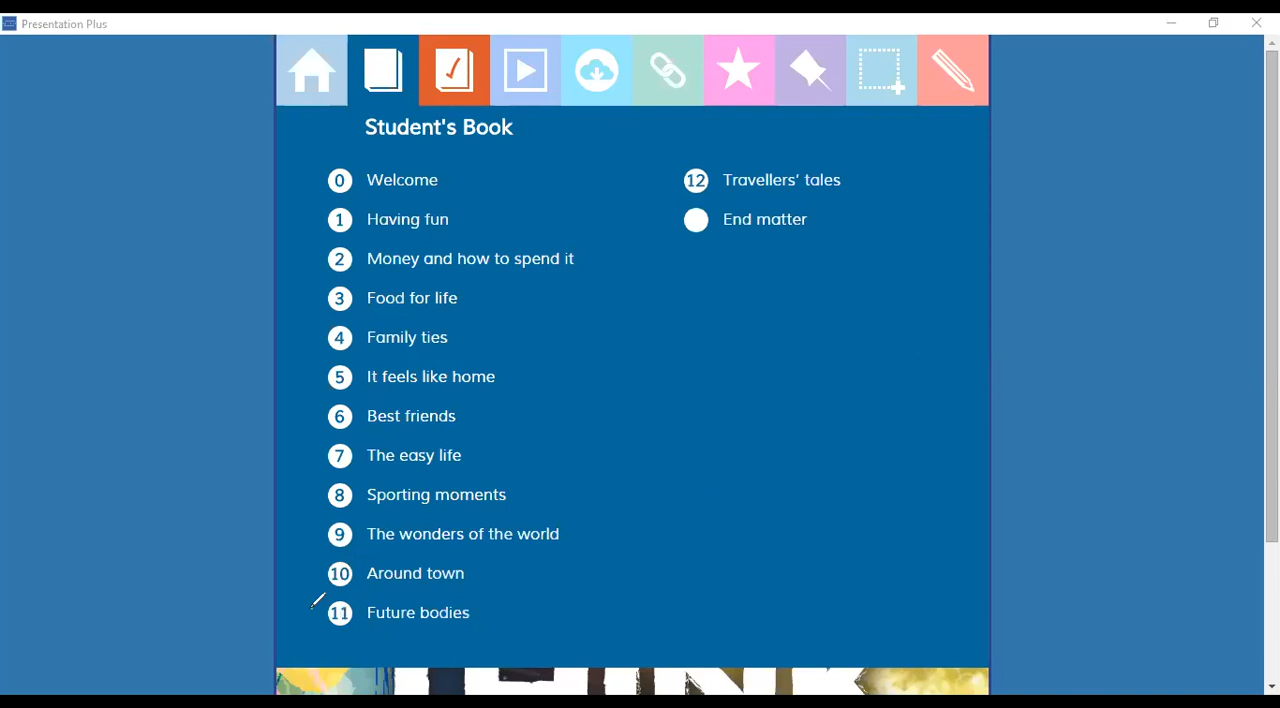 Presentation Plus
Student's Book
0 Welcome
1 Having fun
2 Money and how to spend it
3 Food for life
4 Family ties
5 It feels like home
6 Best friends
7 The easy life
8 Sporting moments
9 The wonders of the world
10 Around town
11 Future bodies
12 Travellers' tales
End matter